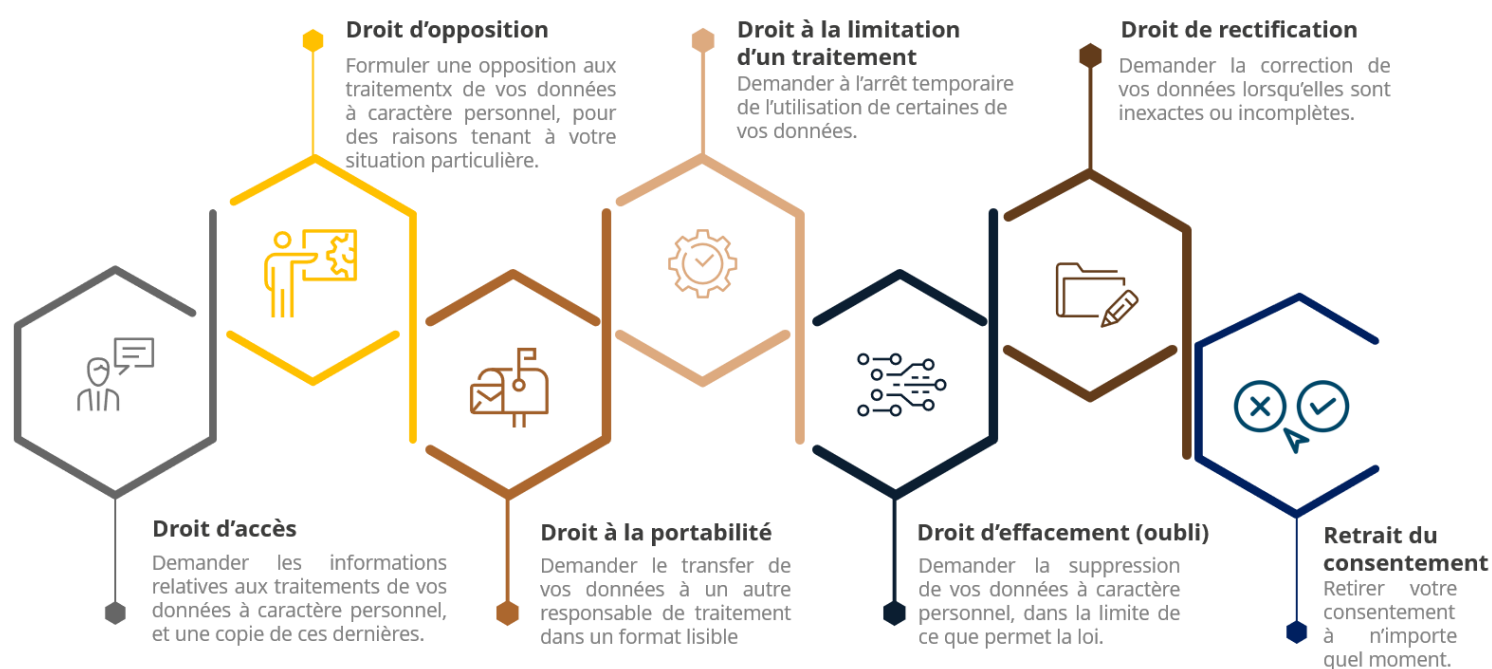 Droit d'opposition
Formuler une opposition aux
traitementx de vos données
à caractère personnel, pour
des raisons tenant à votre
situation particulière.
Droit à la limitation
d'un traitement
Demander à l'arrêt temporaire
de l'utilisation de certaines de
vos données.
Droit de rectification
Demander la correction de
vos données lorsqu'elles sont
inexactes ou incomplètes.
Droit d'accès
Demander les informations
relatives aux traitements de vos
données à caractère personnel,
et une copie de ces dernières.
Droit à la portabilité
Demander le transfer de
vos données à un autre
responsable de traitement
dans un format lisible
Droit d'effacement (oubli)
Demander la suppression
de vos données à caractère
personnel, dans la limite de
ce que permet la loi.
Retrait du
consentement
Retirer votre
consentement
à n'importe
quel moment.